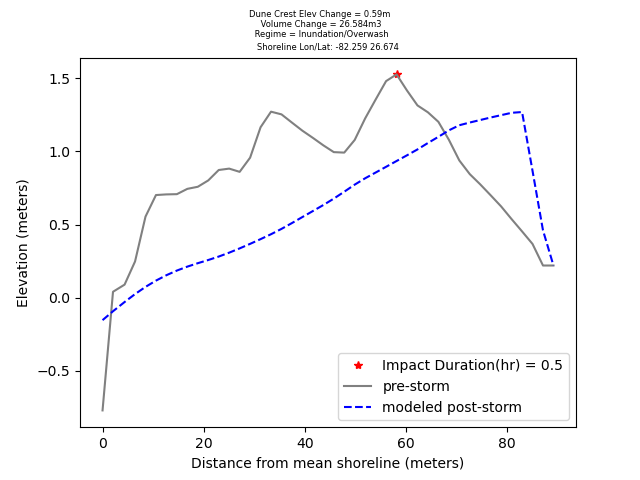 Dune Crest Elev Change = 0.59m
Volume Change = 26.584m3
Regime = Inundation/Overwash
Shoreline Lon/Lat: -82.259 26.674
1.5
1.0
0.5
0.0
−0.5
Elevation (meters)
Impact Duration(hr) = 0.5
pre-storm
modeled post-storm
0 20 40 60 80
Distance from mean shoreline (meters)